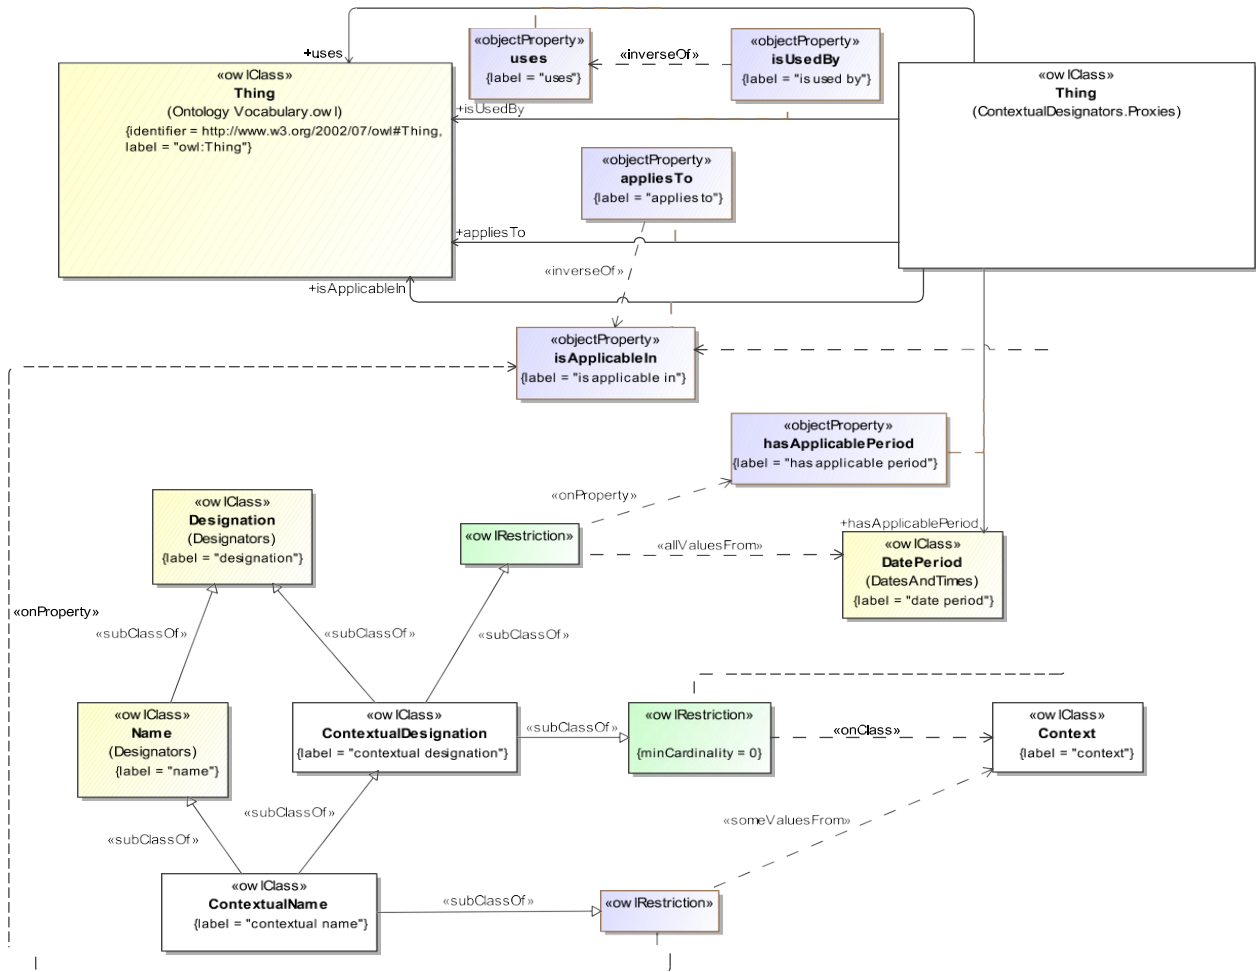 «objectProperty»
uses
{label = "uses"}
«inverseOf»
«objectProperty»
isUsedBy
{label = "is used by"}
+uses
«owlClass»
Thing
(Ontology Vocabulary.owl)
{identifier = http://www.w3.org/2002/07/owl#Thing,
label = "owl:Thing"}
«owlClass»
Thing
(ContextualDesignators.Proxies)
+isUsedBy
«objectProperty»
appliesTo
{label = "applies to"}
+appliesTo
«inverseOf»
+isApplicableIn
«objectProperty»
isApplicableIn
{label = "is applicable in"}
«objectProperty»
hasApplicablePeriod
{label = "has applicable period"}
«onProperty»
«owlClass»
Designation
(Designators)
{label = "designation"}
«owlRestriction»
+hasApplicablePeriod
«allValuesFrom»
«owlClass»
DatePeriod
(DatesAndTimes)
{label = "date period"}
«onProperty»
«subClassOf»
«subClassOf»
«subClassOf»
«owlClass»
Name
(Designators)
{label = "name"}
«owlClass»
ContextualDesignation
{label = "contextual designation"}
«subClassOf»
«owlRestriction»
{minCardinality = 0}
«onClass»
«owlClass»
Context
{label = "context"}
«subClassOf»
«subClassOf»
«someValuesFrom»
«owlClass»
ContextualName
{label = "contextual name"}
«subClassOf»
«owlRestriction»